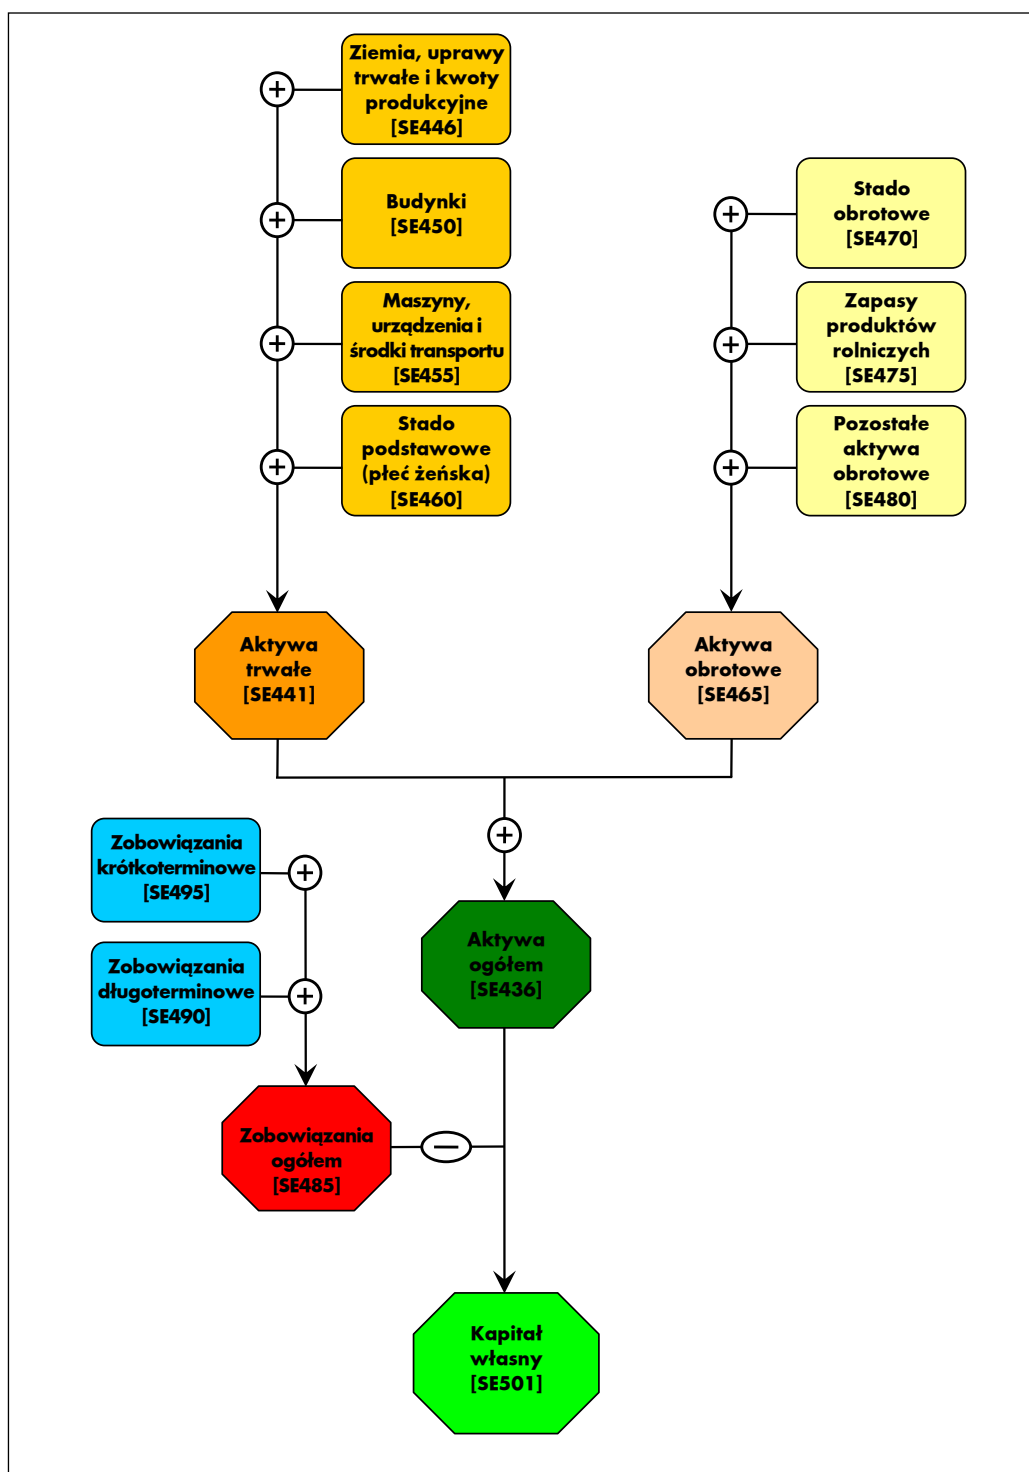 Ziemia, uprawy
trwałe i kwoty
produkcyjne
[SE446]
Budynki
[SE450]
Maszyny,
urządzenia i
środki transportu
[SE455]
Stado
podstawowe
(płeć żeńska)
[SE460]
Stado
obrotowe
[SE470]
Zapasy
produktów
rolniczych
[SE475]
Pozostałe
aktywa
obrotowe
[SE480]
Aktywa
trwałe
[SE441]
Aktywa
obrotowe
[SE465]
Zobowiązania
krótkoterminowe
[SE495]
Zobowiązania
długoterminowe
[SE490]
Aktywa
ogółem
[SE436]
Zobowiązania
ogółem
[SE485]
Kapitał
własny
[SE501]